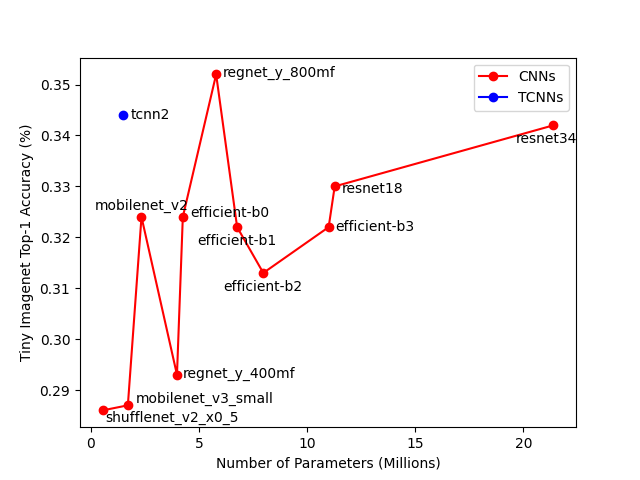 CNNs
TCNNs
regnet_y_800mf
tcnn2
resnet34
resnet18
mobilenet_v2
efficient-b0
efficient-b3
efficient-b1
efficient-b2
regnet_y_400mf
mobilenet_v3_small
shufflenet_v2_x0_5
0.35
0.34
0.33
0.32
0.31
0.30
0.29
Tiny Imagenet Top-1 Accuracy (%)
0 5 10 15 20
Number of Parameters (Millions)